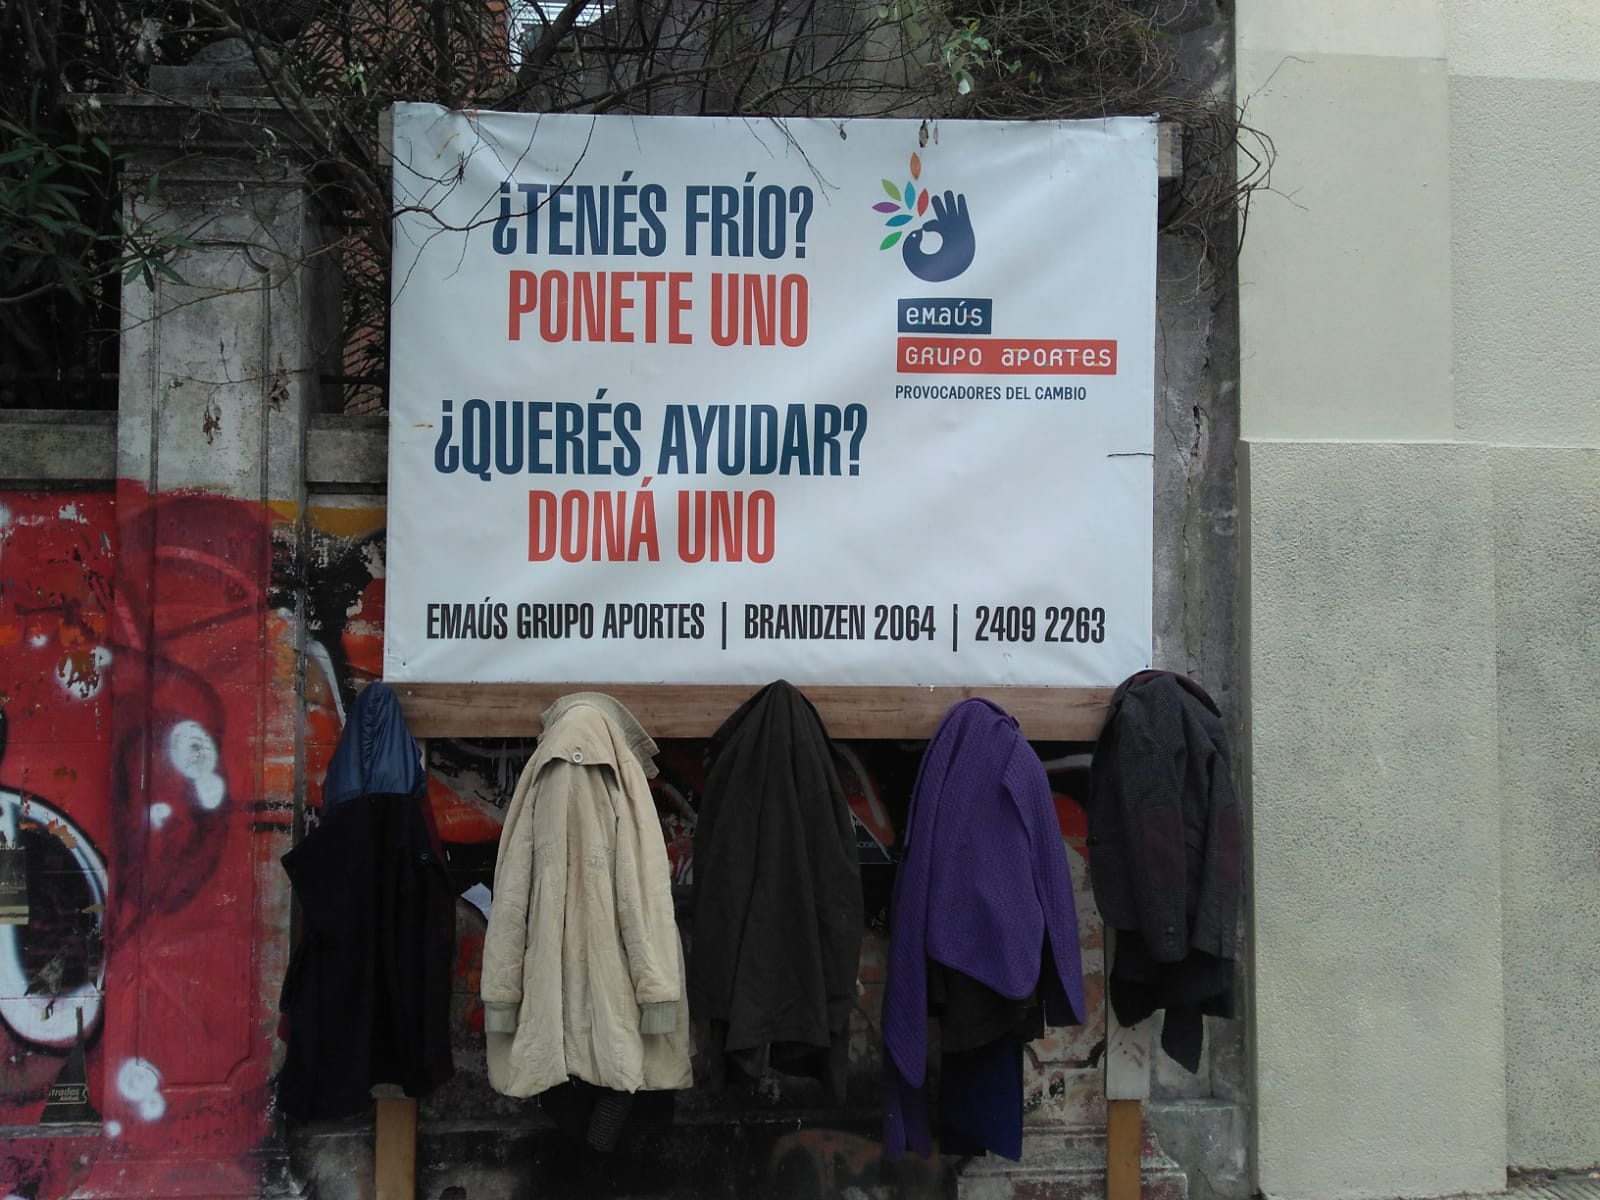 ¿TENÉS FRÍO?
PONETE UNO
emaús
GRUPO aPORTes
PROVOCADORES DEL CAMBIO
¿QUERÉS AYUDAR?
DONÁ UNO
EMAÚS GRUPO APORTES | BRANDZEN 2064 | 2409 2263